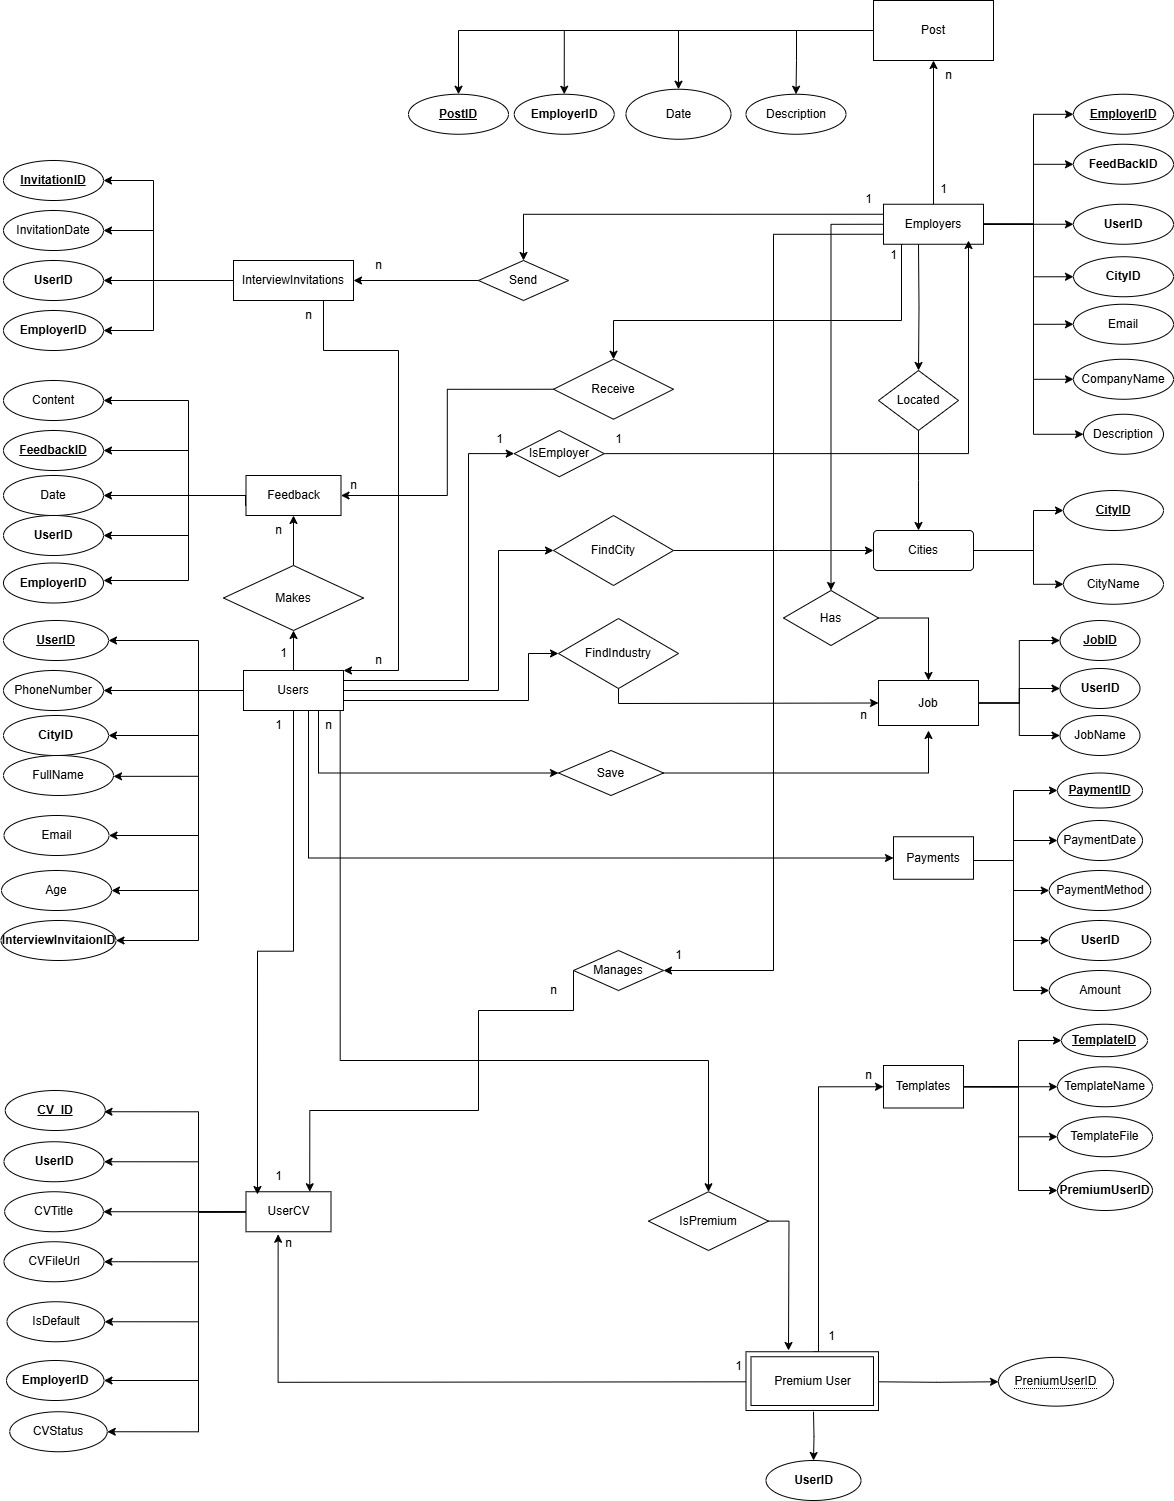 Post
n
PostID
EmployerID
Date
Description
EmployerID
FeedBackID
InvitationID
1
1
InvitationDate
Employers
UserID
1
n
UserID
InterviewInvitations
Send
CityID
n
EmployerID
Email
Content
Receive
Located
CompanyName
FeedbackID
1
IsEmployer
1
Description
Date
Feedback
n
CityID
UserID
n
FindCity
Cities
EmployerID
Makes
CityName
Has
UserID
1
n
FindIndustry
JobID
PhoneNumber
Users
UserID
CityID
1
n
n
Job
JobName
FullName
Save
PaymentID
Email
PaymentDate
Payments
Age
PaymentMethod
InterviewInvitaionID
UserID
1
Manages
n
Amount
TemplateID
n
Templates
TemplateName
CV_ID
TemplateFile
UserID
1
PremiumUserID
CVTitle
UserCV
IsPremium
n
CVFileUrl
IsDefault
1
1
EmployerID
Premium User
PreniumUserID
CVStatus
UserID